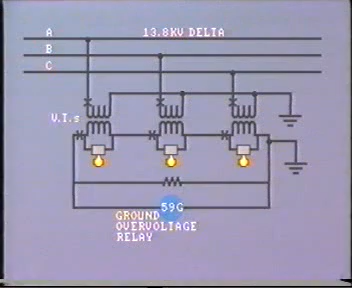 A
13.8KV DELTA
B
C
V.T.s
59G
GROUND
OVERVOLTAGE
RELAY